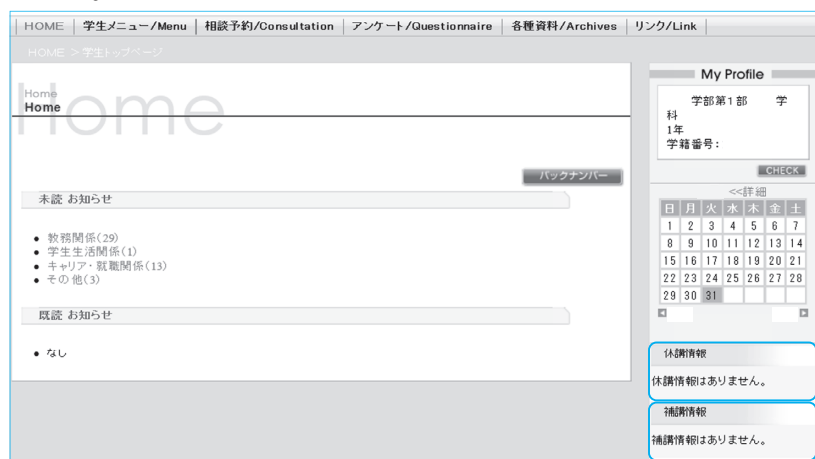 HOME 学生メニュー/Menu 相談予約/Consultation アンケート/Questionnaire 各種資料/Archives リンク/Link
HOME > 学生トップページ
Home
Home
Home
バックナンバー
未読 お知らせ
• 教務関係(29)
• 学生生活関係(1)
• キャリア・就職関係(13)
• その他(3)
既読 お知らせ
• なし
My Profile
学部第1部 学
科
1年
学籍番号:
CHECK
<<詳細
日 月 火 水 木 金 土
1 2 3 4 5 6 7
8 9 10 11 12 13 14
15 16 17 18 19 20 21
22 23 24 25 26 27 28
29 30 31
休講情報
休講情報はありません。
補講情報
補講情報はありません。